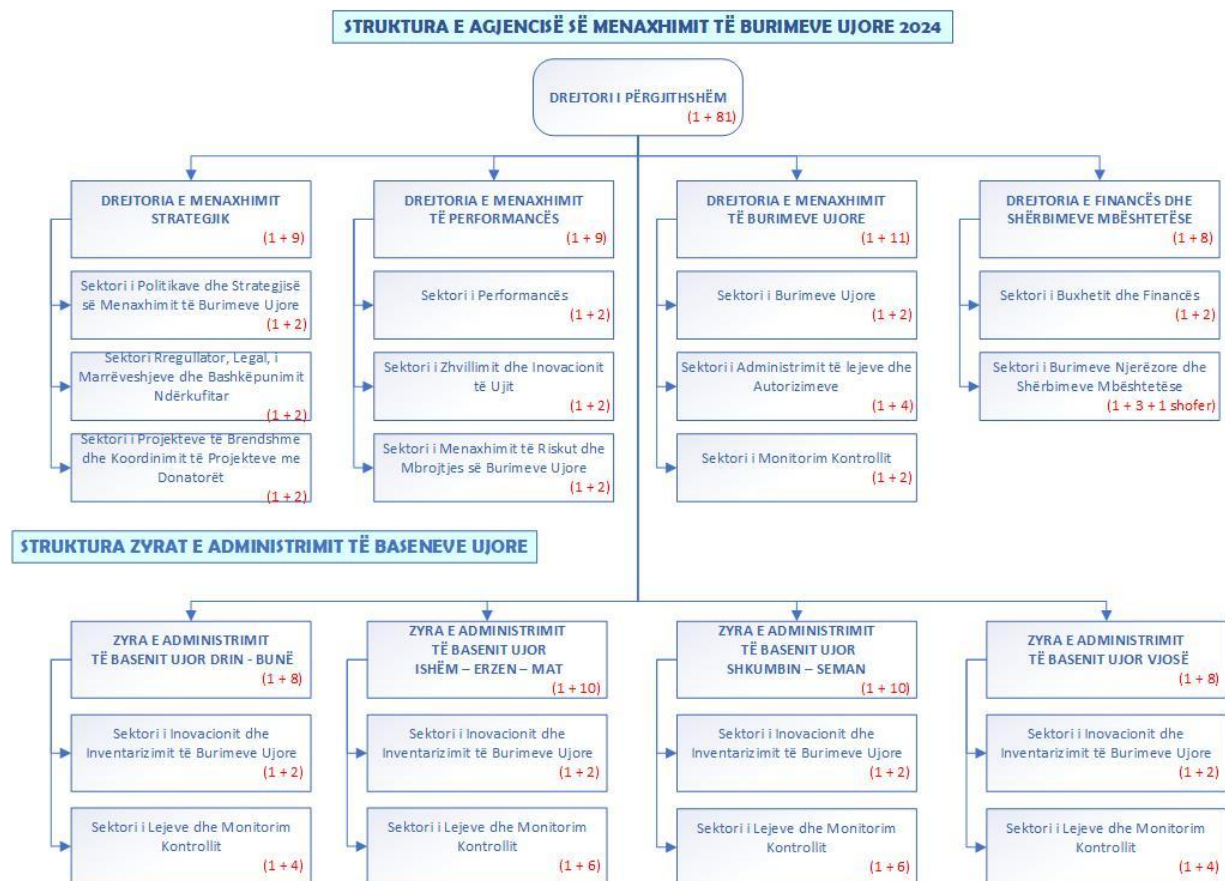 STRUKTURA E AGJENCISË SË MENAXHIMIT TË BURIMEVE UJORE 2024
DREJTORI I PËRGJITHSHËM
(1 + 81)
DREJTORIA E MENAXHIMIT
STRATEGJIK
(1 + 9)
DREJTORIA E MENAXHIMIT
TË PERFORMANCËS
(1 + 9)
DREJTORIA E MENAXHIMIT
TË BURIMEVE UJORE
(1 + 11)
DREJTORIA E FINANCËS DHE
SHËRBIMEVE MBËSHTETËSE
(1 + 8)
Sektori i Politikave dhe Strategjisë
së Menaxhimit të Burimeve Ujore
(1 + 2)
Sektori i Performancës
(1 + 2)
Sektori i Burimeve Ujore
(1 + 2)
Sektori i Buxhetit dhe Financës
(1 + 2)
Sektori Rregullator, Legal, i
Marrëveshjeve dhe Bashkëpunimit
Ndërkufitar
(1 + 2)
Sektori i Zhvillimit dhe Inovacionit
të Ujit
(1 + 2)
Sektori i Administrimit të lejeve dhe
Autorizimeve
(1 + 4)
Sektori i Burimeve Njerëzore dhe
Shërbimeve Mbështetëse
(1 + 3 + 1 shofer)
Sektori i Projekteve të Brendshme
dhe Koordinimit të Projekteve me
Donatorët
(1 + 2)
Sektori i Menaxhimit të Riskut dhe
Mbrojtjes së Burimeve Ujore
(1 + 2)
Sektori i Monitorim Kontrollit
(1 + 2)
STRUKTURA ZYRAT E ADMINISTRIMIT TË BASENEVE UJORE
ZYRA E ADMINISTRIMIT
TË BASENIT UJOR DRIN - BUNË
(1 + 8)
ZYRA E ADMINISTRIMIT
TË BASENIT UJOR
ISHËM – ERZEN – MAT
(1 + 10)
ZYRA E ADMINISTRIMIT
TË BASENIT UJOR
SHKUMBIN – SEMAN
(1 + 10)
ZYRA E ADMINISTRIMIT
TË BASENIT UJOR VJOSË
(1 + 8)
Sektori i Inovacionit dhe
Inventarizimit të Burimeve Ujore
(1 + 2)
Sektori i Inovacionit dhe
Inventarizimit të Burimeve Ujore
(1 + 2)
Sektori i Inovacionit dhe
Inventarizimit të Burimeve Ujore
(1 + 2)
Sektori i Inovacionit dhe
Inventarizimit të Burimeve Ujore
(1 + 2)
Sektori i Lejeve dhe Monitorim
Kontrollit
(1 + 4)
Sektori i Lejeve dhe Monitorim
Kontrollit
(1 + 6)
Sektori i Lejeve dhe Monitorim
Kontrollit
(1 + 6)
Sektori i Lejeve dhe Monitorim
Kontrollit
(1 + 4)